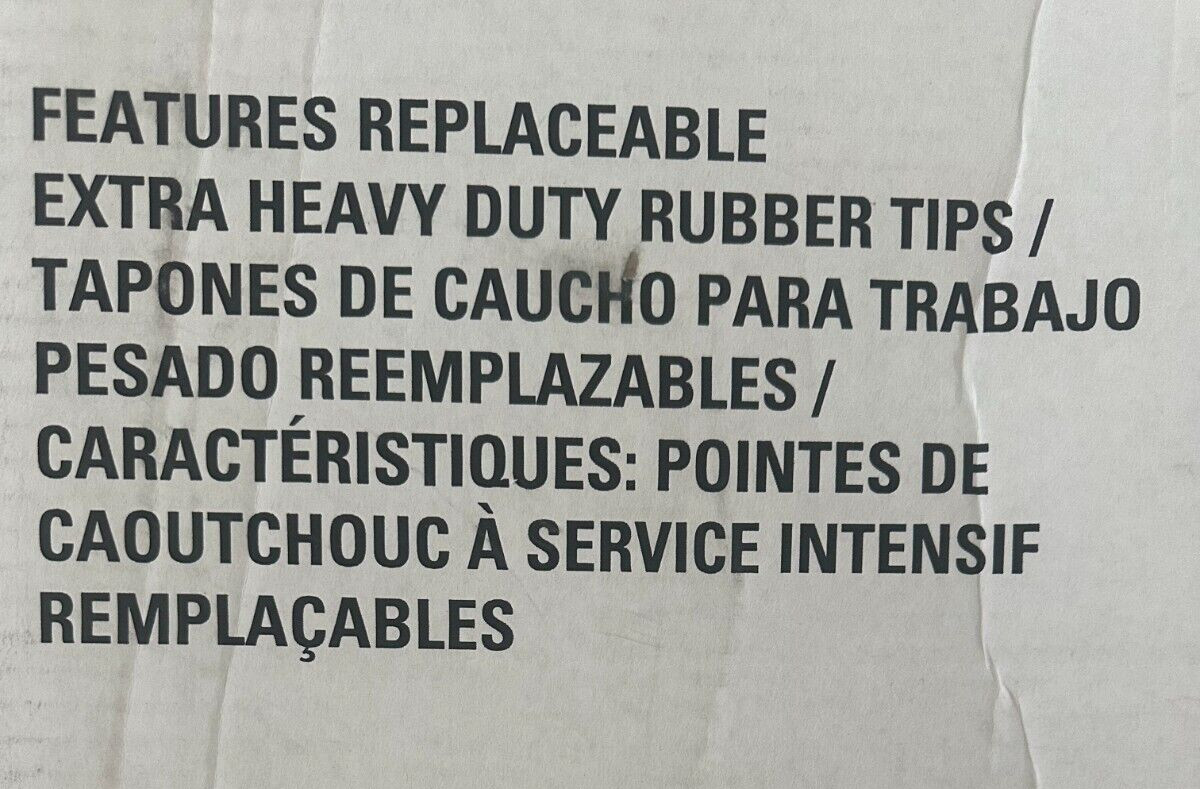 FEATURES REPLACEABLE
EXTRA HEAVY DUTY RUBBER TIPS /
TAPONES DE CAUCHO PARA TRABAJO
PESADO REEMPLAZABLES /
CARACTÉRISTIQUES: POINTES DE
CAOUTCHOUC À SERVICE INTENSIF
REMPLAÇABLES